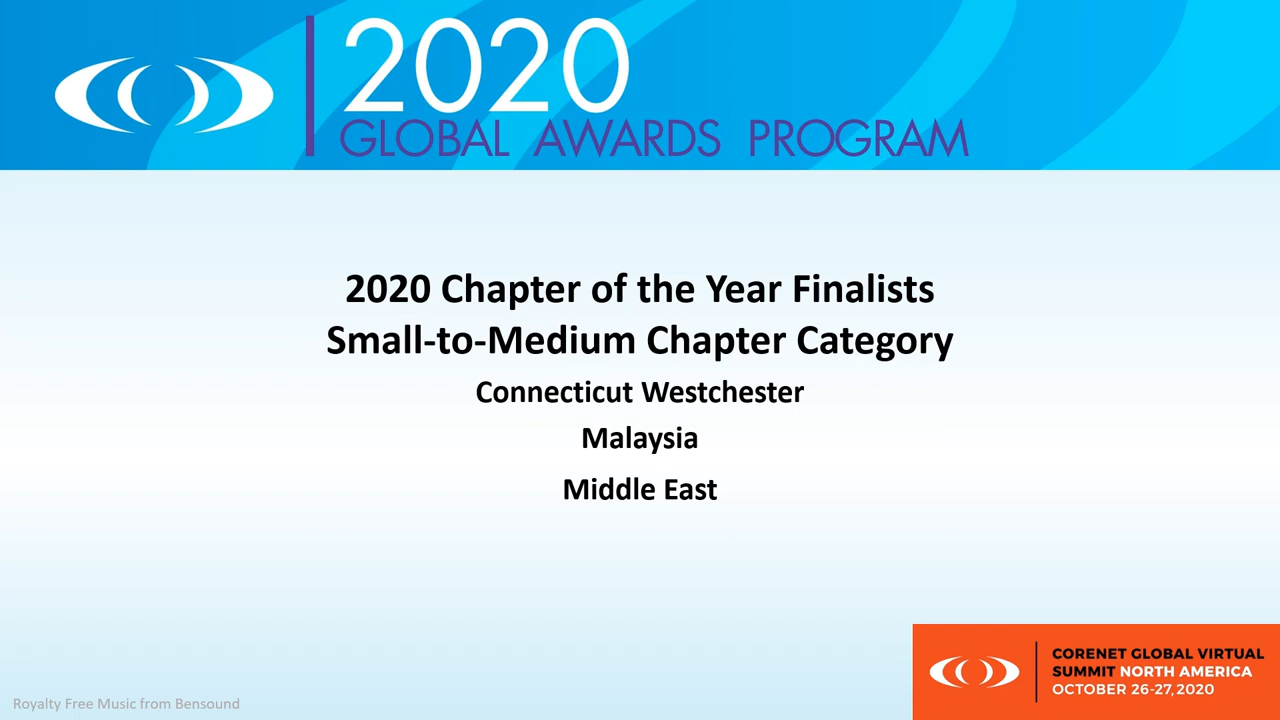 2020
GLOBAL AWARDS PROGRAM
2020 Chapter of the Year Finalists
Small-to-Medium Chapter Category
Connecticut Westchester
Malaysia
Middle East
CORENET GLOBAL VIRTUAL
SUMMIT NORTH AMERICA
OCTOBER 26-27, 2020
Royalty Free Music from Bensound